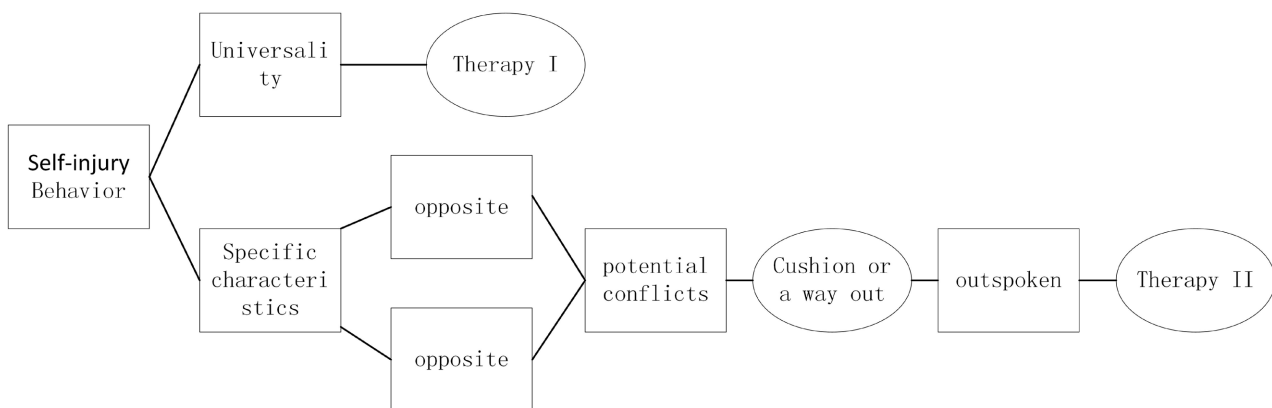 Universali
ty
Therapy I
Self-injury
Behavior
opposite
Specific
characteri
stics
potential
conflicts
Cushion or
a way out
outspoken
Therapy II
opposite